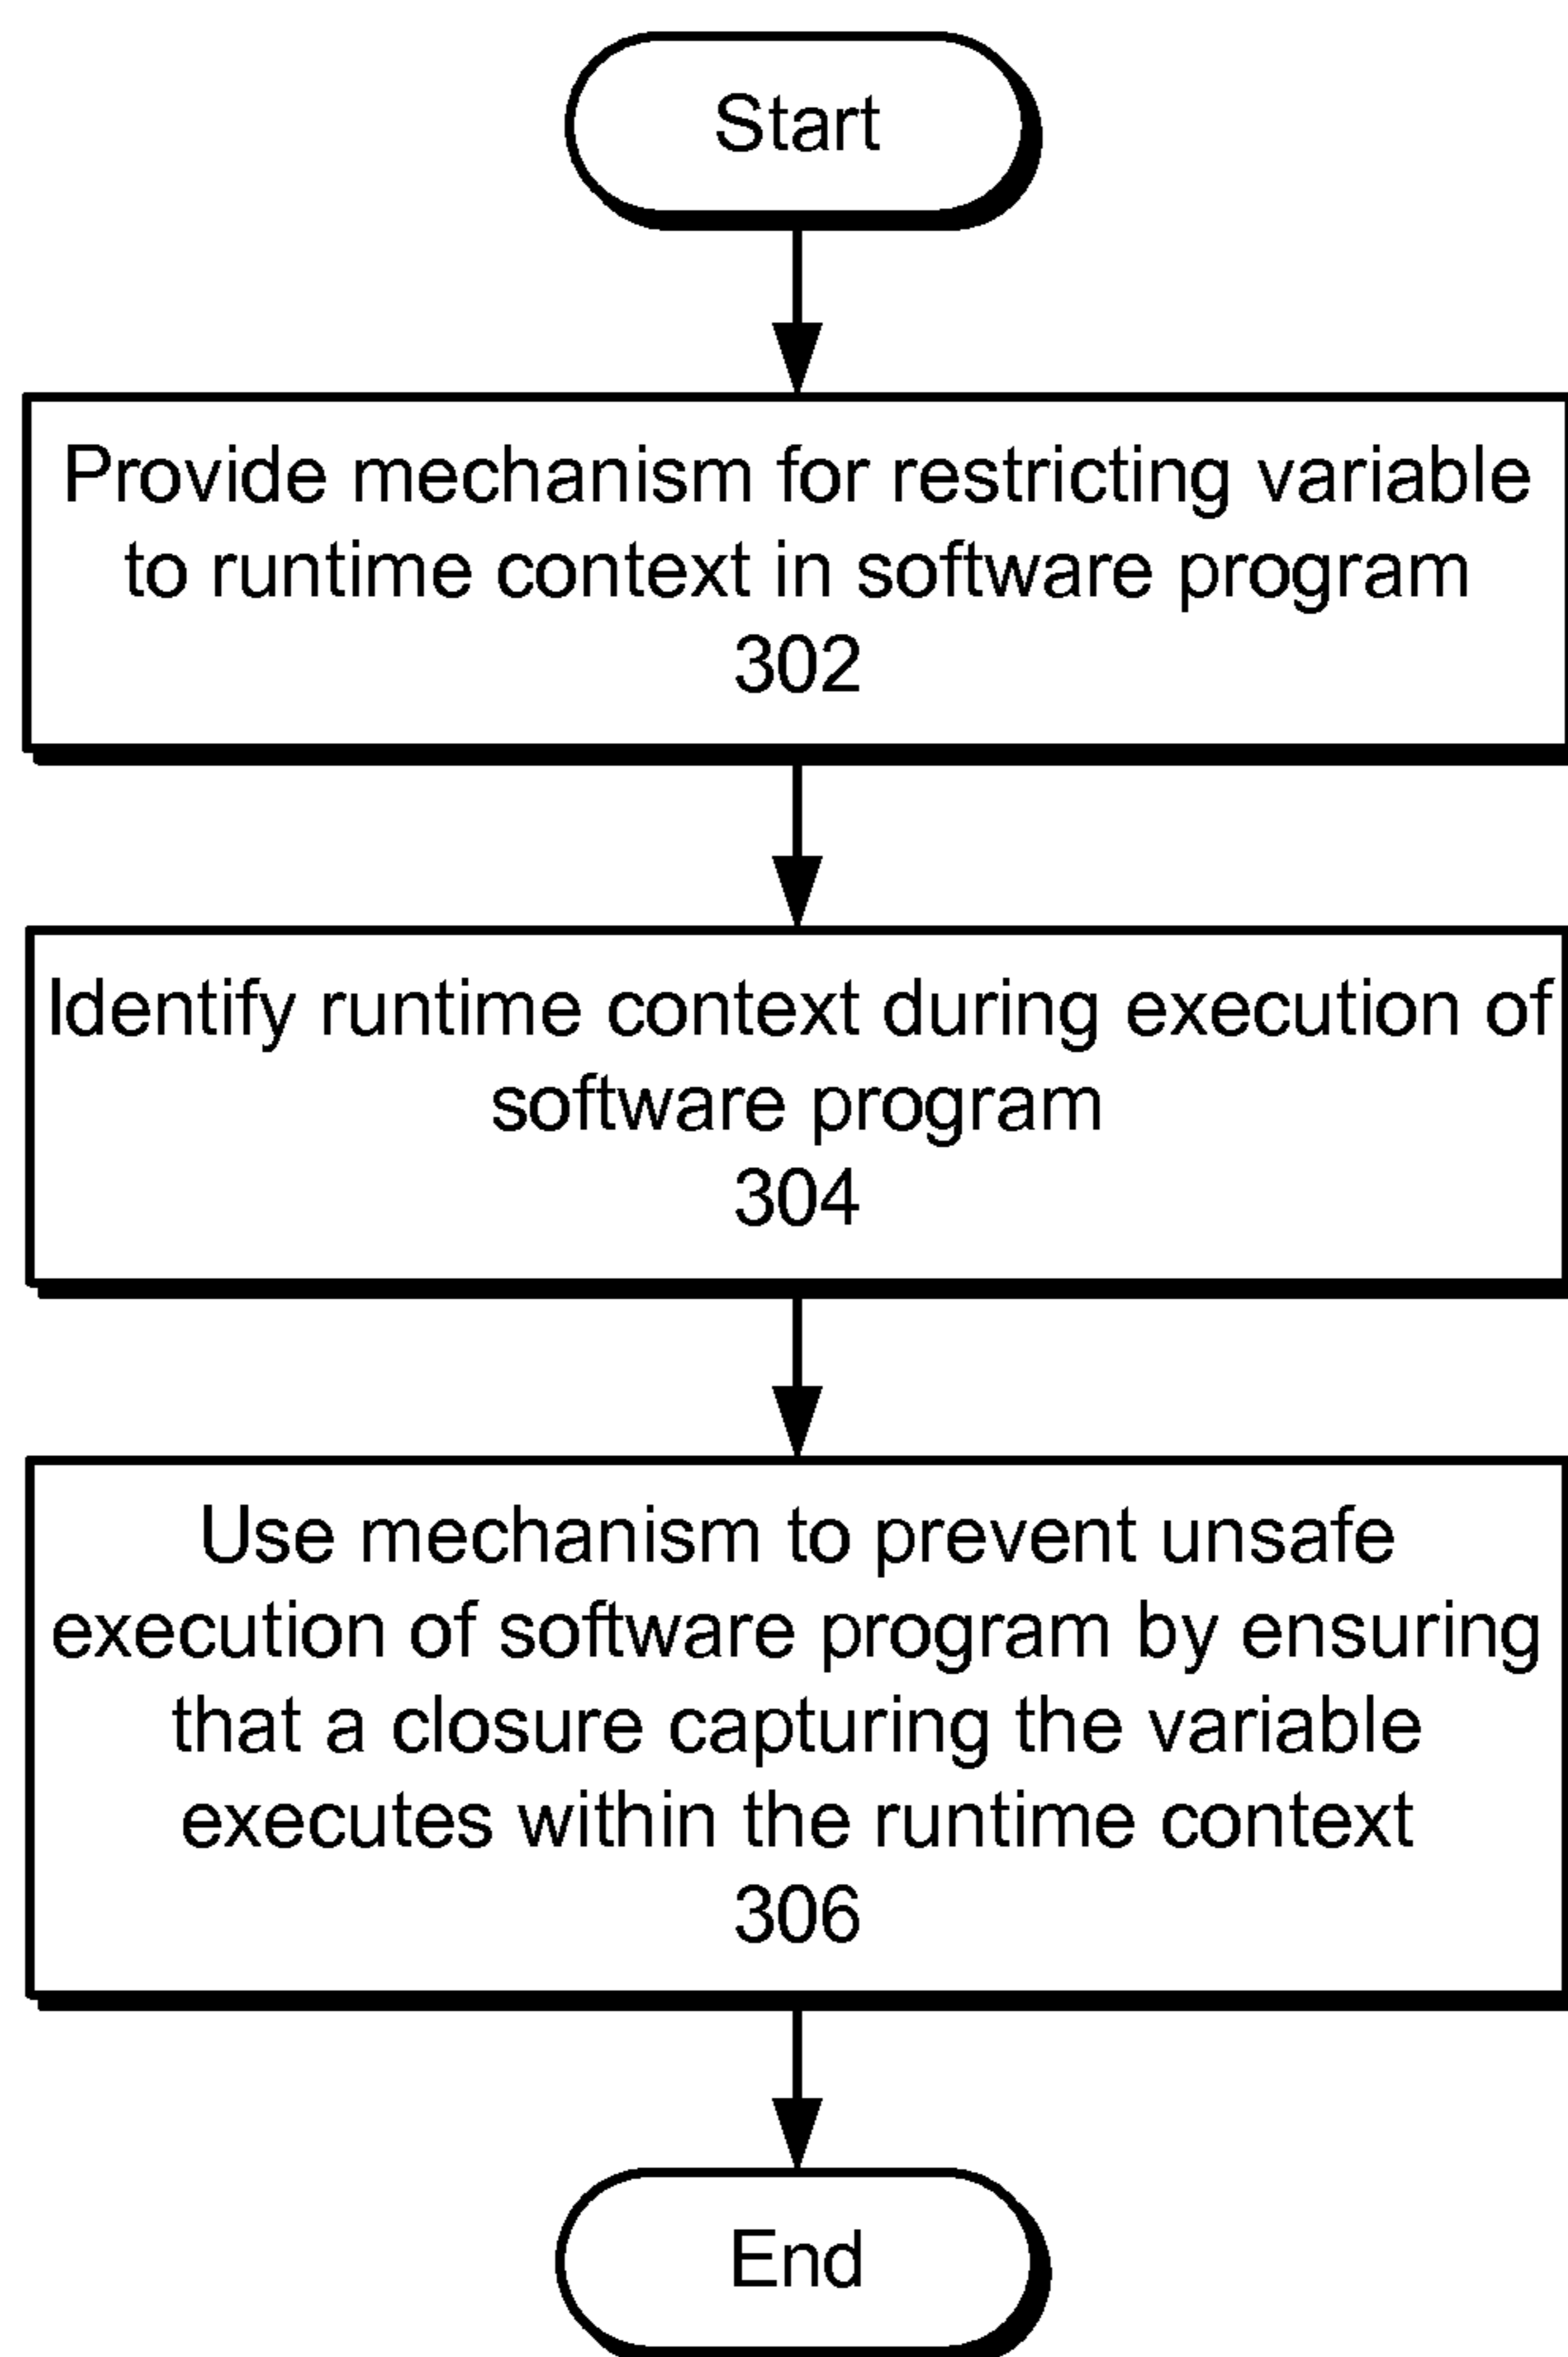 Start
Provide mechanism for restricting variable
to runtime context in software program
302
Identify runtime context during execution of
software program
304
Use mechanism to prevent unsafe
execution of software program by ensuring
that a closure capturing the variable
executes within the runtime context
306
End